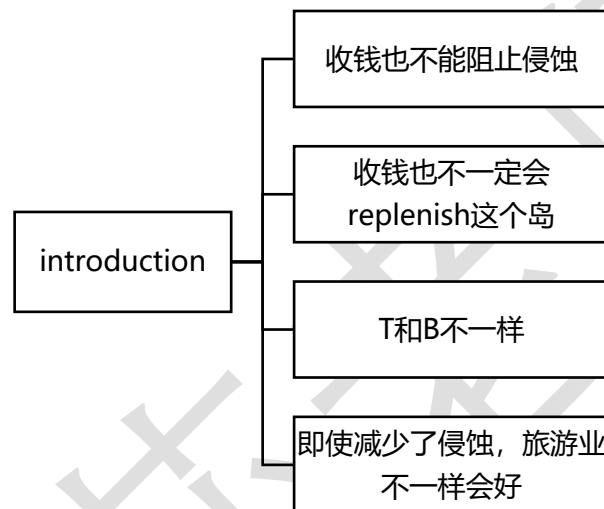 收钱也不能阻止侵蚀
收钱也不一定会
replenish这个岛
introduction
T和B不一样
即使减少了侵蚀，旅游业
不一样会好